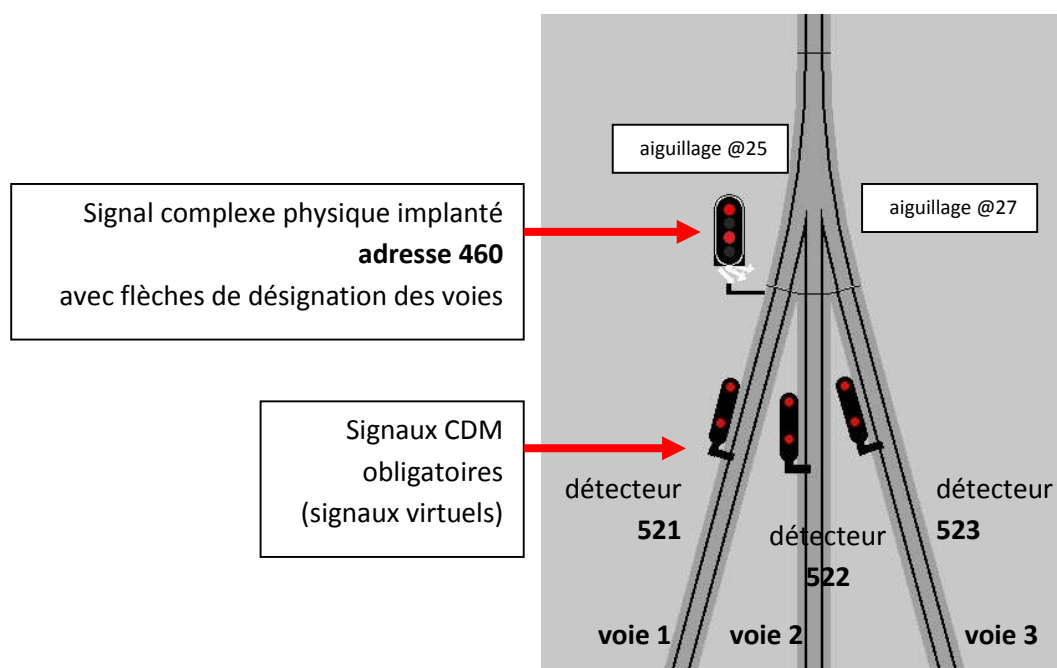 aiguillage @25
Signal complexe physique implanté
adresse 460
avec flèches de désignation des voies
aiguillage @27
Signaux CDM
obligatoires
(signaux virtuels)
détecteur
521
détecteur
522
détecteur
523
voie 1
voie 2
voie 3